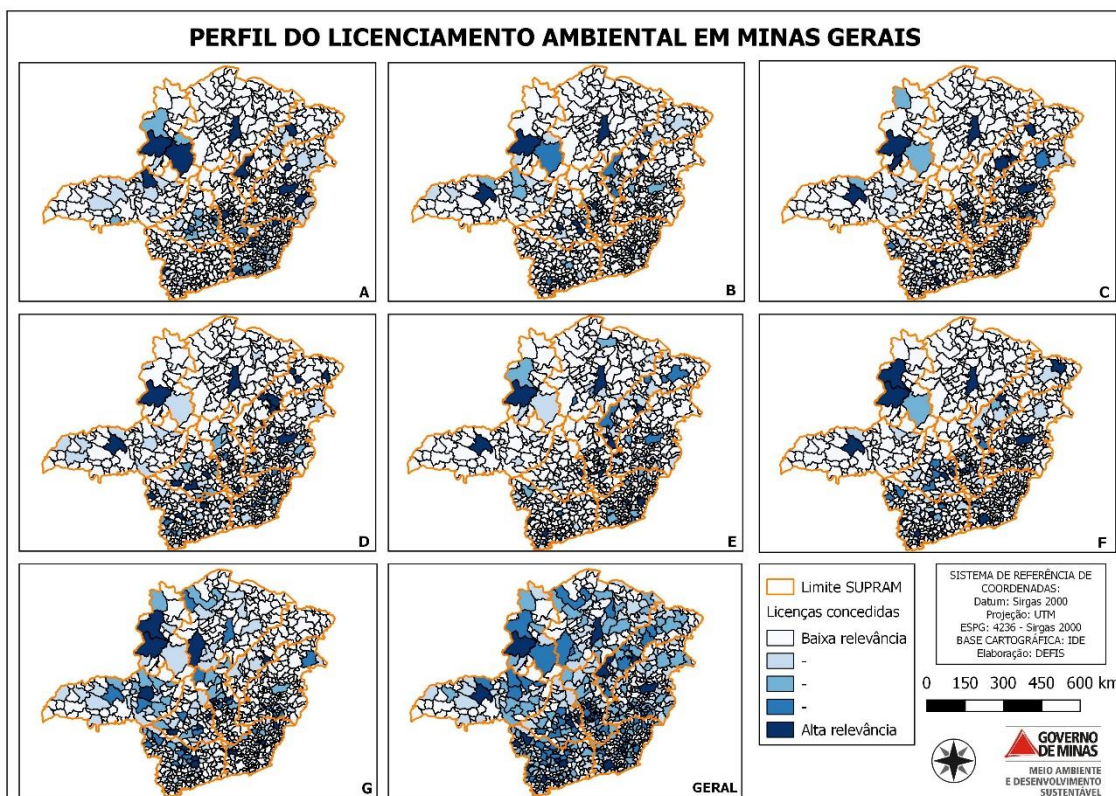 PERFIL DO LICENCIAMENTO AMBIENTAL EM MINAS GERAIS
A
B
C
D
E
F
G
GERAL
Limite SUPRAM
Licenças concedidas
Baixa relevância
-
-
-
Alta relevância
SISTEMA DE REFERÊNCIA DE
COORDENADAS:
Datum: Sirgas 2000
Projeção: UTM
ESPG: 4236 - Sirgas 2000
BASE CARTOGRÁFICA: IDE
Elaboração: DEFIS
0 150 300 450 600 km
GOVERNO
DE MINAS
MEIO AMBIENTE
E DESENVOLVIMENTO
SUSTENTÁVEL